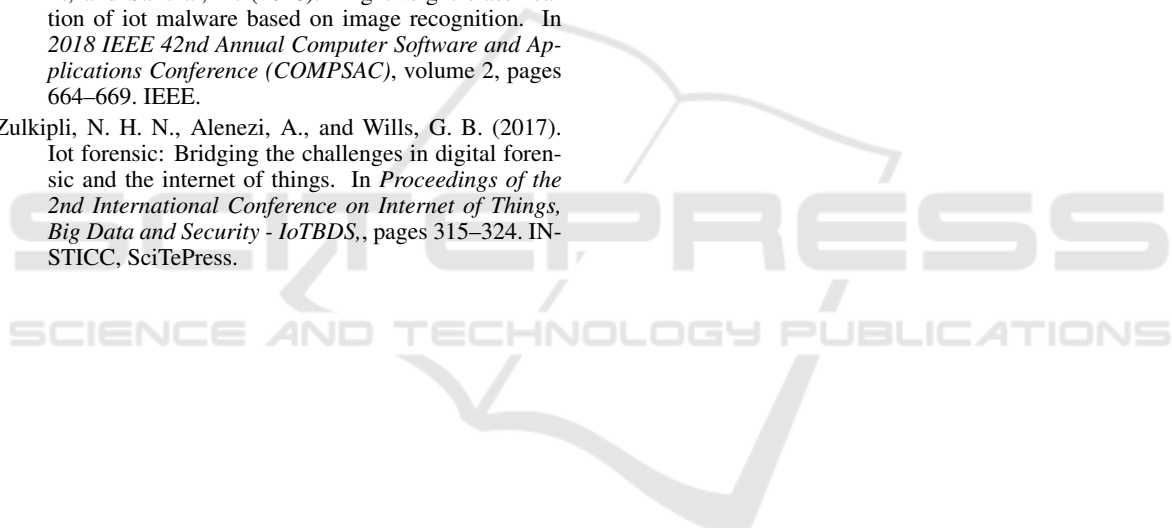 tion of iot malware based on image recognition. In
2018 IEEE 42nd Annual Computer Software and Ap-
plications Conference (COMPSAC), volume 2, pages
664–669. IEEE.
Zulkipli, N. H. N., Alenezi, A., and Wills, G. B. (2017).
Iot forensic: Bridging the challenges in digital foren-
sic and the internet of things. In Proceedings of the
2nd International Conference on Internet of Things,
Big Data and Security - IoTBDS,, pages 315–324. IN-
STICC, SciTePress.
SCITEPRESS
SCIENCE AND TECHNOLOGY PUBLICATIONS